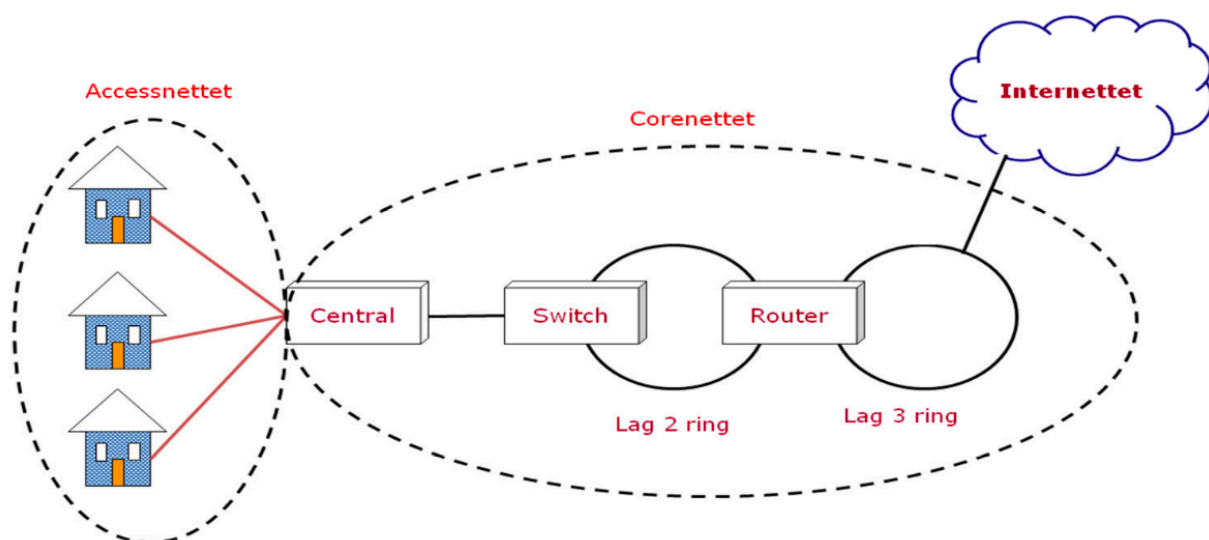 Accessnettet
Corenettet
Internettet
Central
Switch
Router
Lag 2 ring
Lag 3 ring